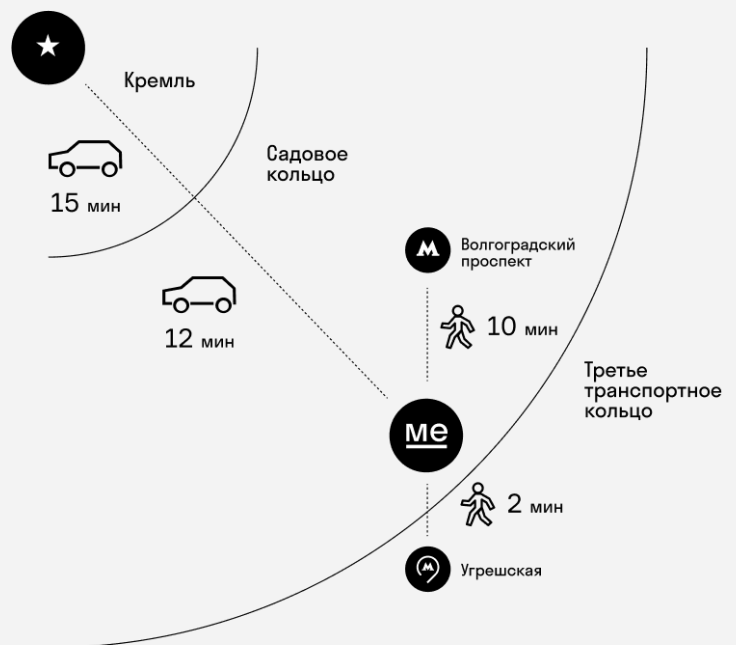 Кремль
Садовое
кольцо
15 мин
Волгоградский
проспект
12 мин
10 мин
Третье
транспортное
кольцо
ме
2 мин
Угрешская